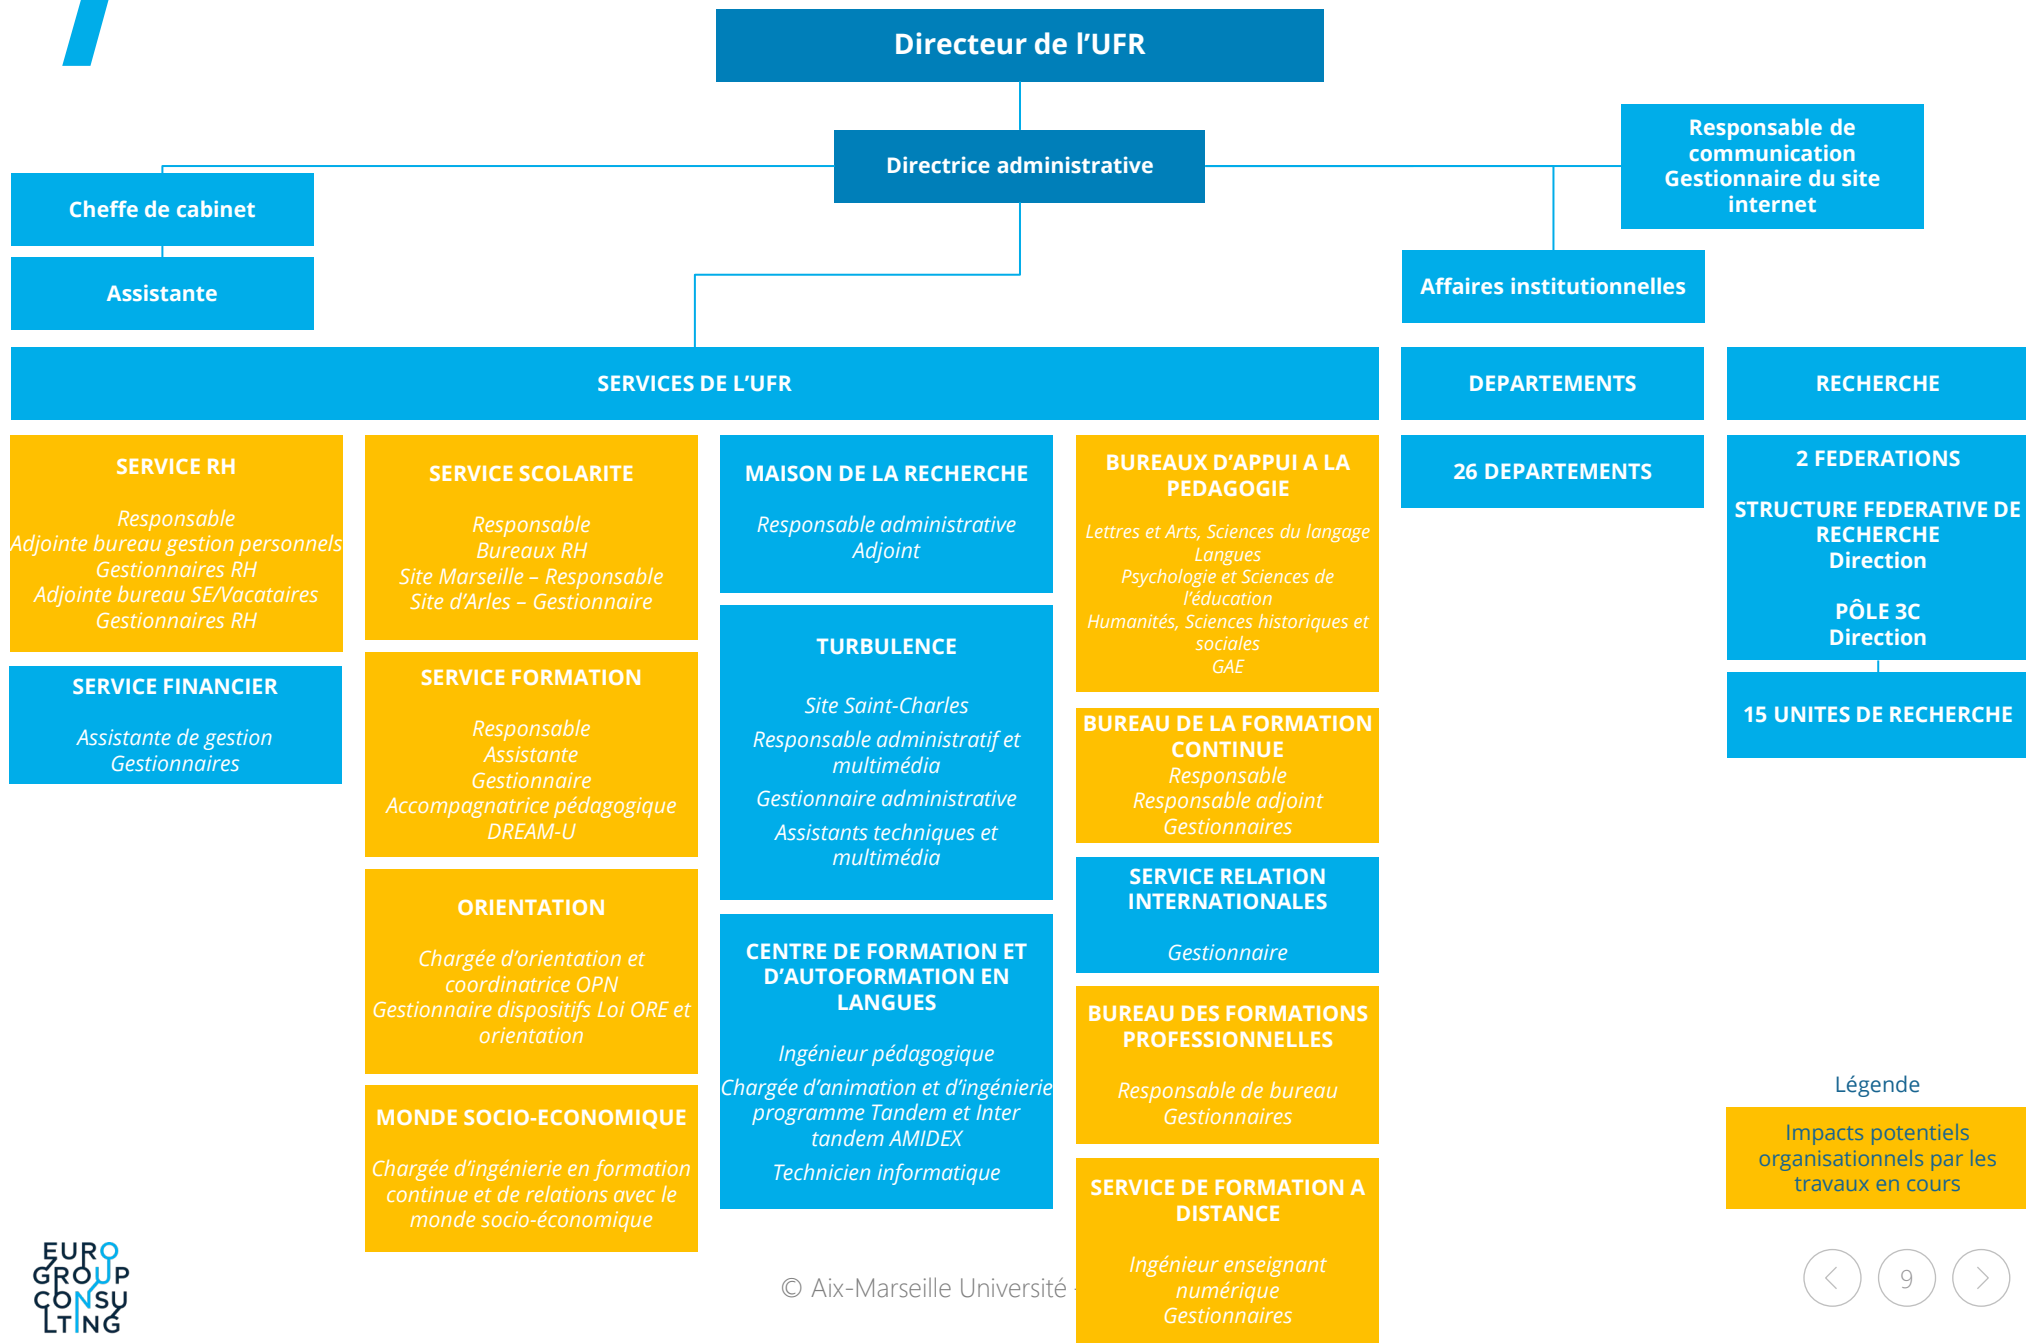 Directeur de l’UFR
Directrice administrative
Responsable de
communication
Gestionnaire du site
internet
Cheffe de cabinet
Assistante
Affaires institutionnelles
SERVICES DE L’UFR
DEPARTEMENTS
RECHERCHE
SERVICE RH
Responsable
Adjointe bureau gestion personnels
Gestionnaires RH
Adjointe bureau SE/Vacataires
Gestionnaires RH
SERVICE FINANCIER
Assistante de gestion
Gestionnaires
SERVICE SCOLARITE
Responsable
Bureaux RH
Site Marseille – Responsable
Site d’Arles – Gestionnaire
SERVICE FORMATION
Responsable
Assistante
Gestionnaire
Accompagnatrice pédagogique
DREAM-U
ORIENTATION
Chargée d’orientation et
coordinatrice OPN
Gestionnaire dispositifs Loi ORE et
orientation
MONDE SOCIO-ECONOMIQUE
Chargée d’ingénierie en formation
continue et de relations avec le
monde socio-économique
MAISON DE LA RECHERCHE
Responsable administrative
Adjoint
TURBULENCE
Site Saint-Charles
Responsable administratif et
multimédia
Gestionnaire administrative
Assistants techniques et
multimédia
CENTRE DE FORMATION ET
D’AUTOFORMATION EN
LANGUES
Ingénieur pédagogique
Chargée d’animation et d’ingénierie
programme Tandem et Inter
tandem AMIDEX
Technicien informatique
BUREAUX D’APPUI A LA
PEDAGOGIE
Lettres et Arts, Sciences du langage
Langues
Psychologie et Sciences de
l’éducation
Humanités, Sciences historiques et
sociales
GAE
BUREAU DE LA FORMATION
CONTINUE
Responsable
Responsable adjoint
Gestionnaires
SERVICE RELATION
INTERNATIONALES
Gestionnaire
BUREAU DES FORMATIONS
PROFESSIONNELLES
Responsable de bureau
Gestionnaires
SERVICE DE FORMATION A
DISTANCE
Ingénieur enseignant
numérique
Gestionnaires
26 DEPARTEMENTS
2 FEDERATIONS
STRUCTURE FEDERATIVE DE
RECHERCHE
Direction
PÔLE 3C
Direction
15 UNITES DE RECHERCHE
Légende
Impacts potentiels
organisationnels par les
travaux en cours
EURO
GROUP
CONSU
LTING
© Aix-Marseille Université -
9